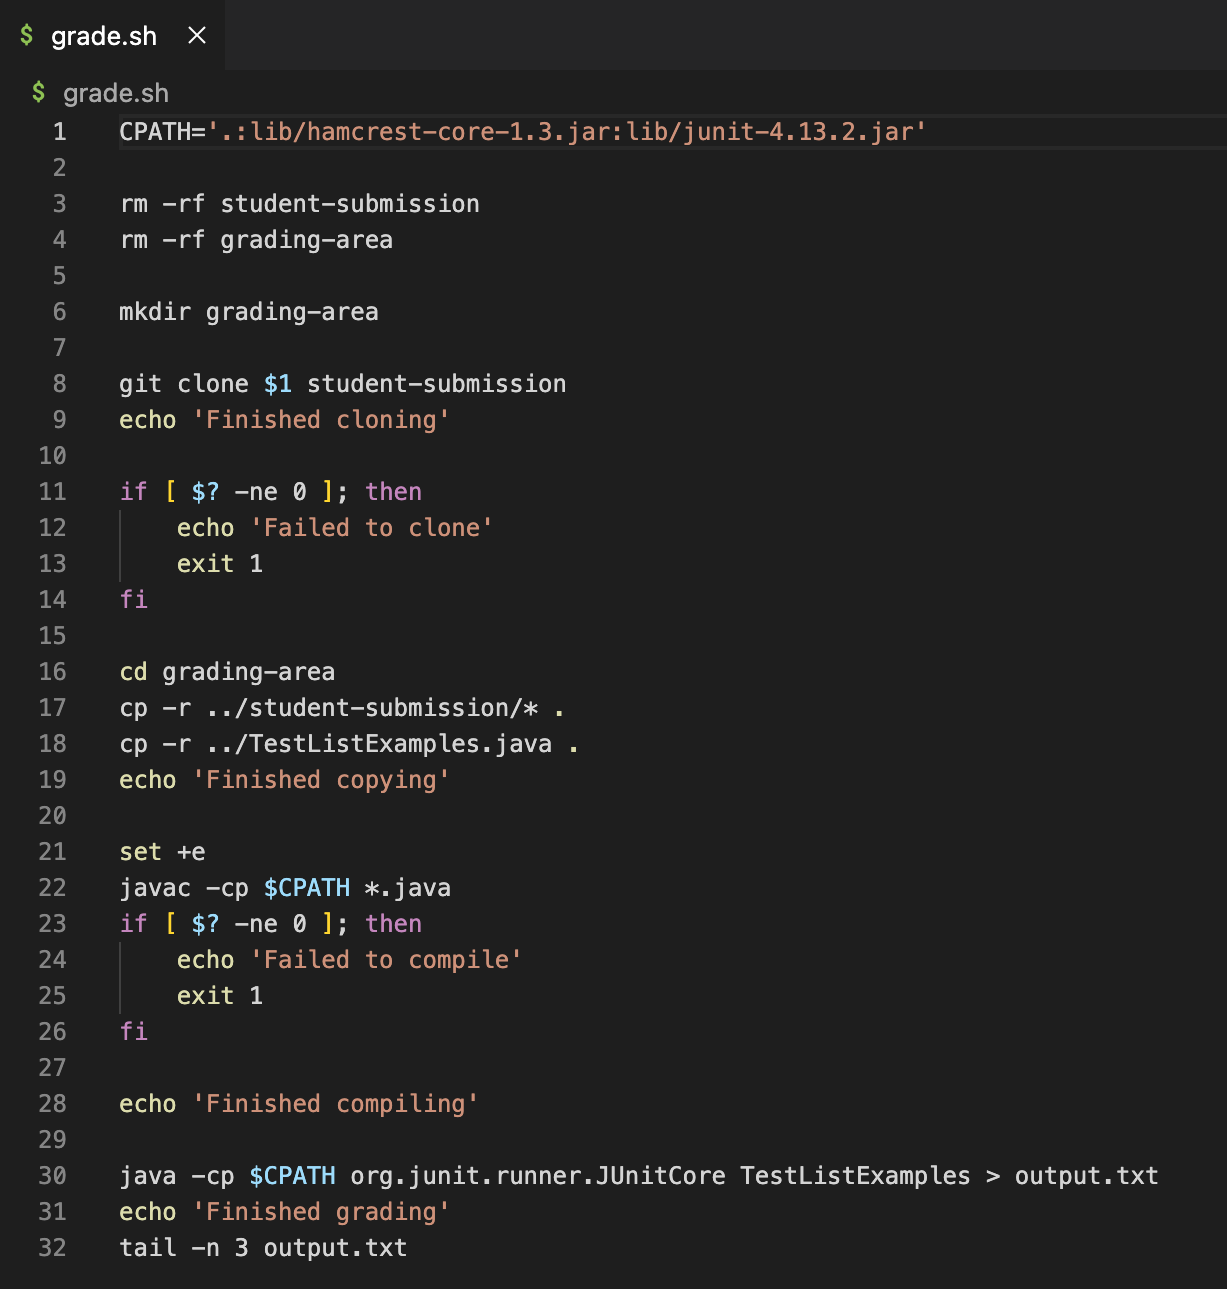 $ grade.sh ×
$ grade.sh
1 CPATH='.:lib/hamcrest-core-1.3.jar:lib/junit-4.13.2.jar'
2
3 rm -rf student-submission
4 rm -rf grading-area
5
6 mkdir grading-area
7
8 git clone $1 student-submission
9 echo 'Finished cloning'
10
11 if [ $? -ne 0 ]; then
12     echo 'Failed to clone'
13     exit 1
14 fi
15
16 cd grading-area
17 cp -r ../student-submission/* .
18 cp -r ../TestListExamples.java .
19 echo 'Finished copying'
20
21 set +e
22 javac -cp $CPATH *.java
23 if [ $? -ne 0 ]; then
24     echo 'Failed to compile'
25     exit 1
26 fi
27
28 echo 'Finished compiling'
29
30 java -cp $CPATH org.junit.runner.JUnitCore TestListExamples > output.txt
31 echo 'Finished grading'
32 tail -n 3 output.txt